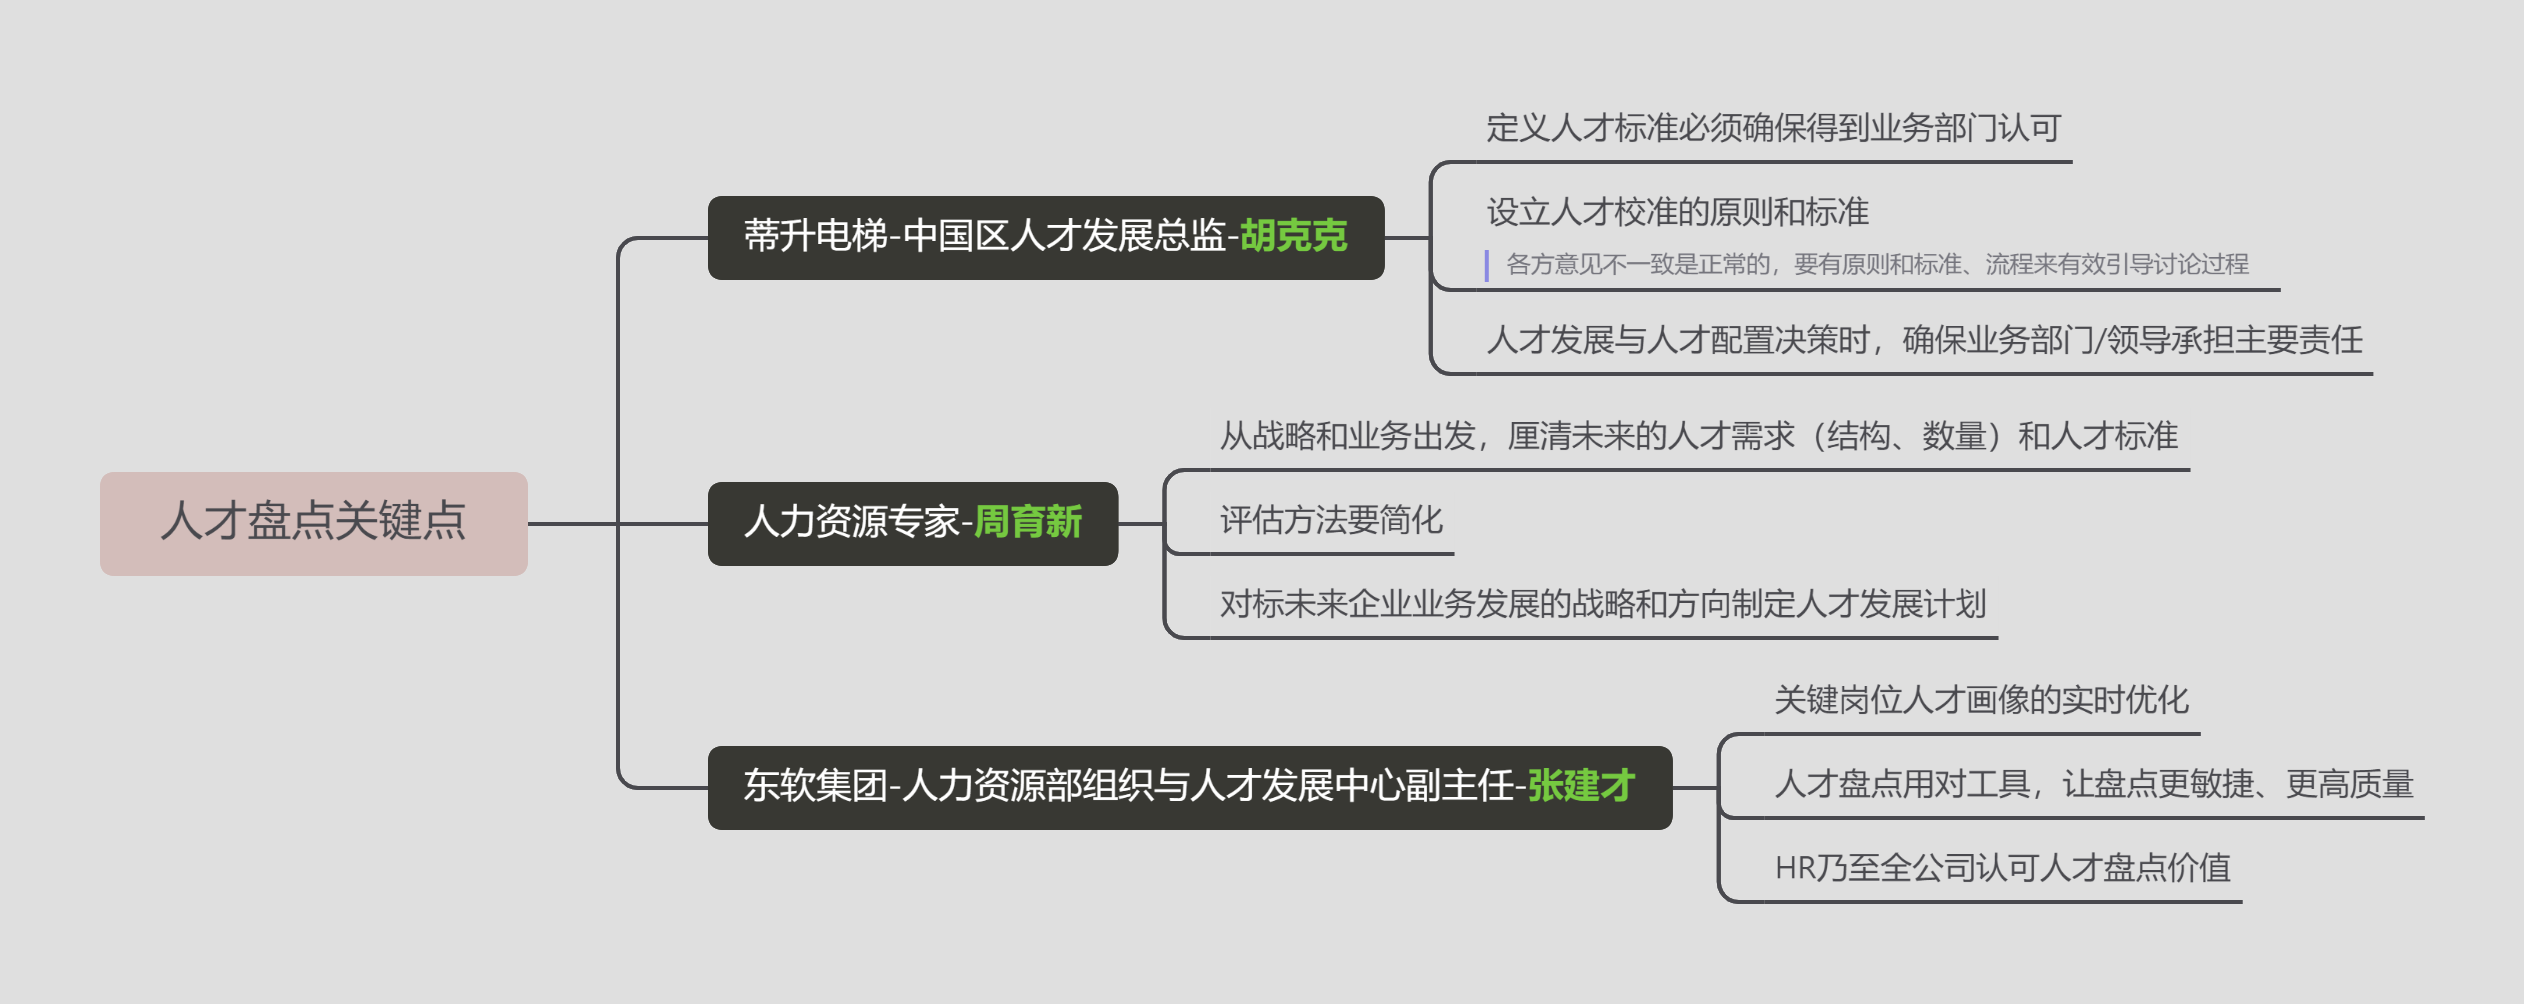 人才盘点关键点
蒂升电梯-中国区人才发展总监-胡克克
定义人才标准必须确保得到业务部门认可
设立人才校准的原则和标准
各方意见不一致是正常的，要有原则和标准、流程来有效引导讨论过程
人才发展与人才配置决策时，确保业务部门/领导承担主要责任
人力资源专家-周育新
从战略和业务出发，厘清未来的人才需求（结构、数量）和人才标准
评估方法要简化
对标未来企业业务发展的战略和方向制定人才发展计划
东软集团-人力资源部组织与人才发展中心副主任-张建才
关键岗位人才画像的实时优化
人才盘点用对工具，让盘点更敏捷、更高质量
HR乃至全公司认可人才盘点价值